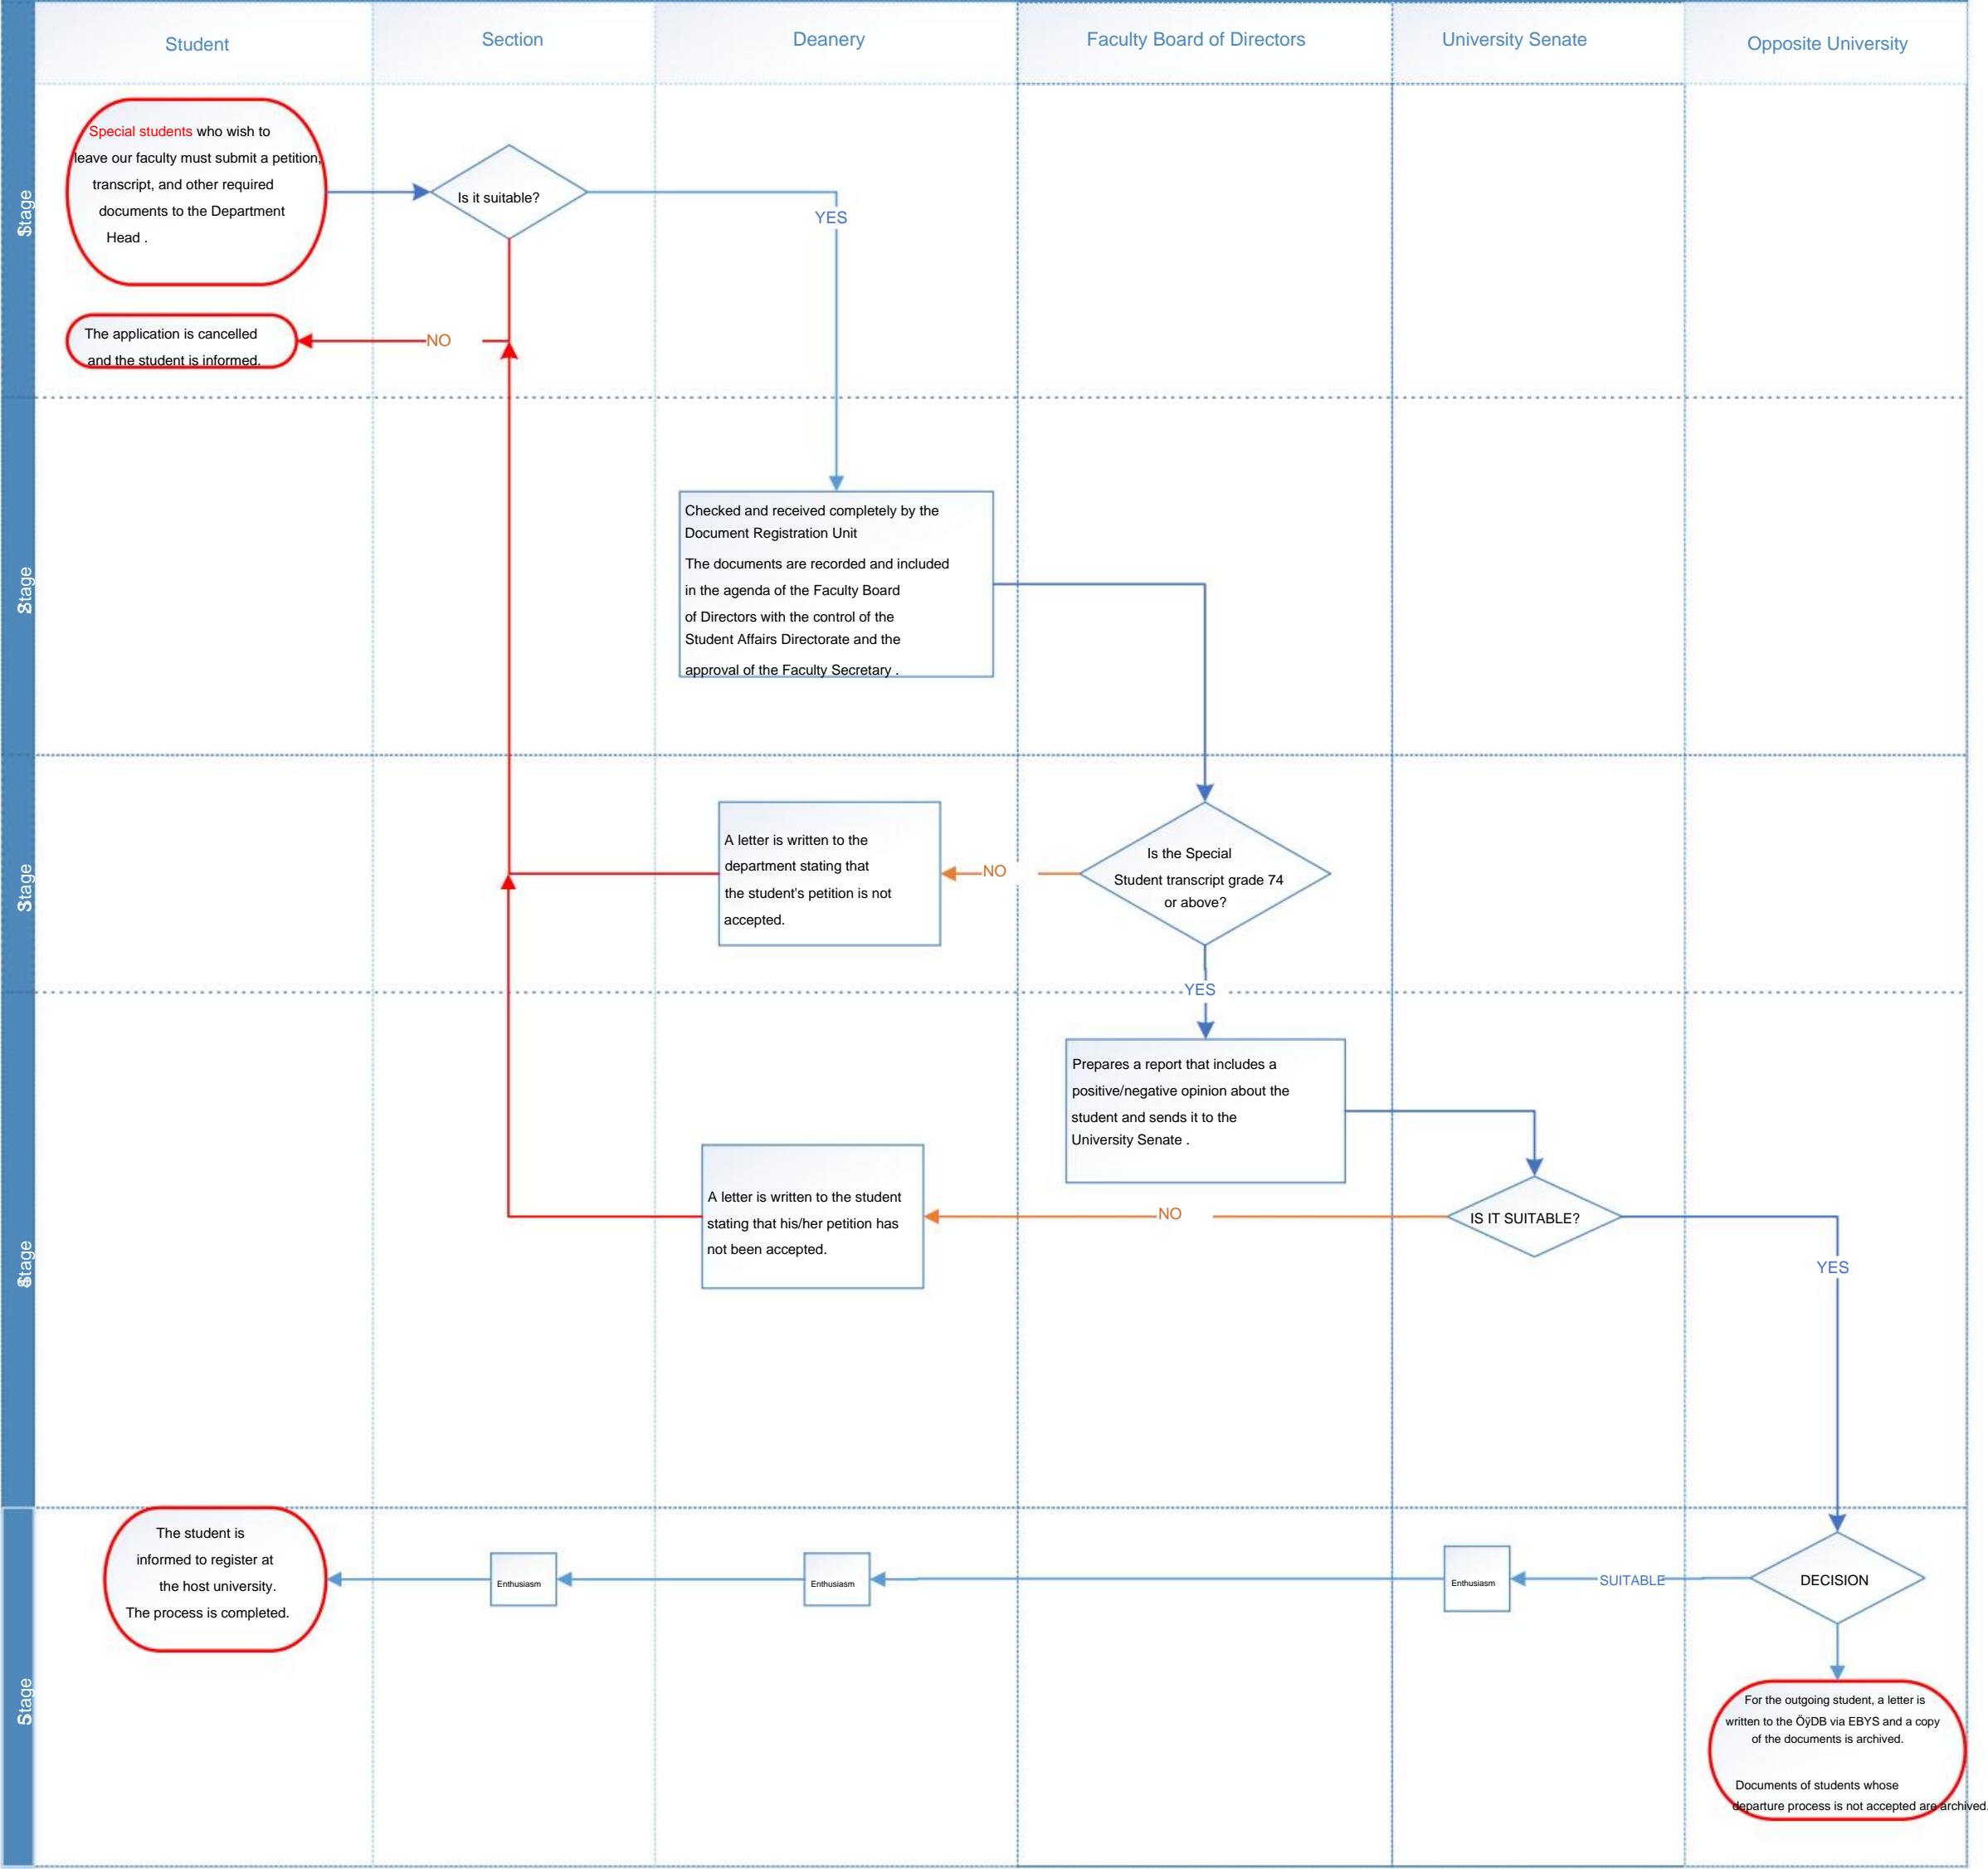 Student
Section
Deanery
Faculty Board of Directors
University Senate
Opposite University
Stage
Special students who wish to
leave our faculty must submit a petition,
transcript, and other required
documents to the Department
Head .
Is it suitable?
YES
The application is cancelled
and the student is informed.
NO
Stage
Checked and received completely by the
Document Registration Unit
The documents are recorded and included
in the agenda of the Faculty Board
of Directors with the control of the
Student Affairs Directorate and the
approval of the Faculty Secretary .
Stage
A letter is written to the
department stating that
the student's petition is not
accepted.
NO
Is the Special
Student transcript grade 74
or above?
YES
Stage
Prepares a report that includes a
positive/negative opinion about the
student and sends it to the
University Senate .
A letter is written to the student
stating that his/her petition has
not been accepted.
NO
IS IT SUITABLE?
YES
Stage
The student is
informed to register at
the host university.
The process is completed.
Enthusiasm
Enthusiasm
Enthusiasm
SUITABLE
DECISION
For the outgoing student, a letter is
written to the ÖÿDB via EBYS and a copy
of the documents is archived.
Documents of students whose
departure process is not accepted are archived.